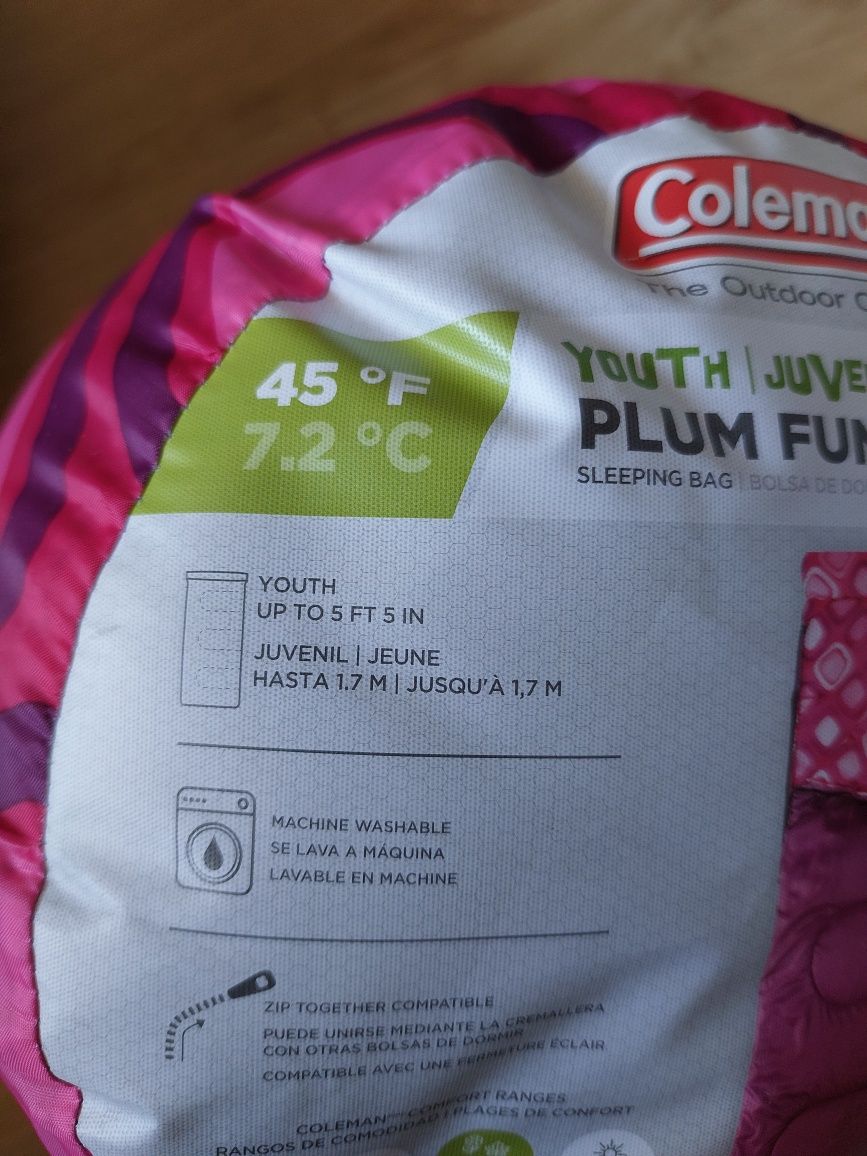 Colema
The Outdoor
45 °F
7.2 °C
YOUTH | JUVE
PLUM FUN
SLEEPING BAG | BOLSA DE DO
YOUTH
UP TO 5 FT 5 IN
JUVENIL | JEUNE
HASTA 1.7 M | JUSQU'À 1,7 M
MACHINE WASHABLE
SE LAVA A MÁQUINA
LAVABLE EN MACHINE
ZIP TOGETHER COMPATIBLE
PUEDE UNIRSE MEDIANTE LA CREMALLERA
CON OTRAS BOLSAS DE DORMIR
COMPATIBLE AVEC UNE FERMETURE ÉCLAIR
COLEMAN COMFORT RANGES
RANGOS DE COMODIDAD | PLAGES DE CONFORT